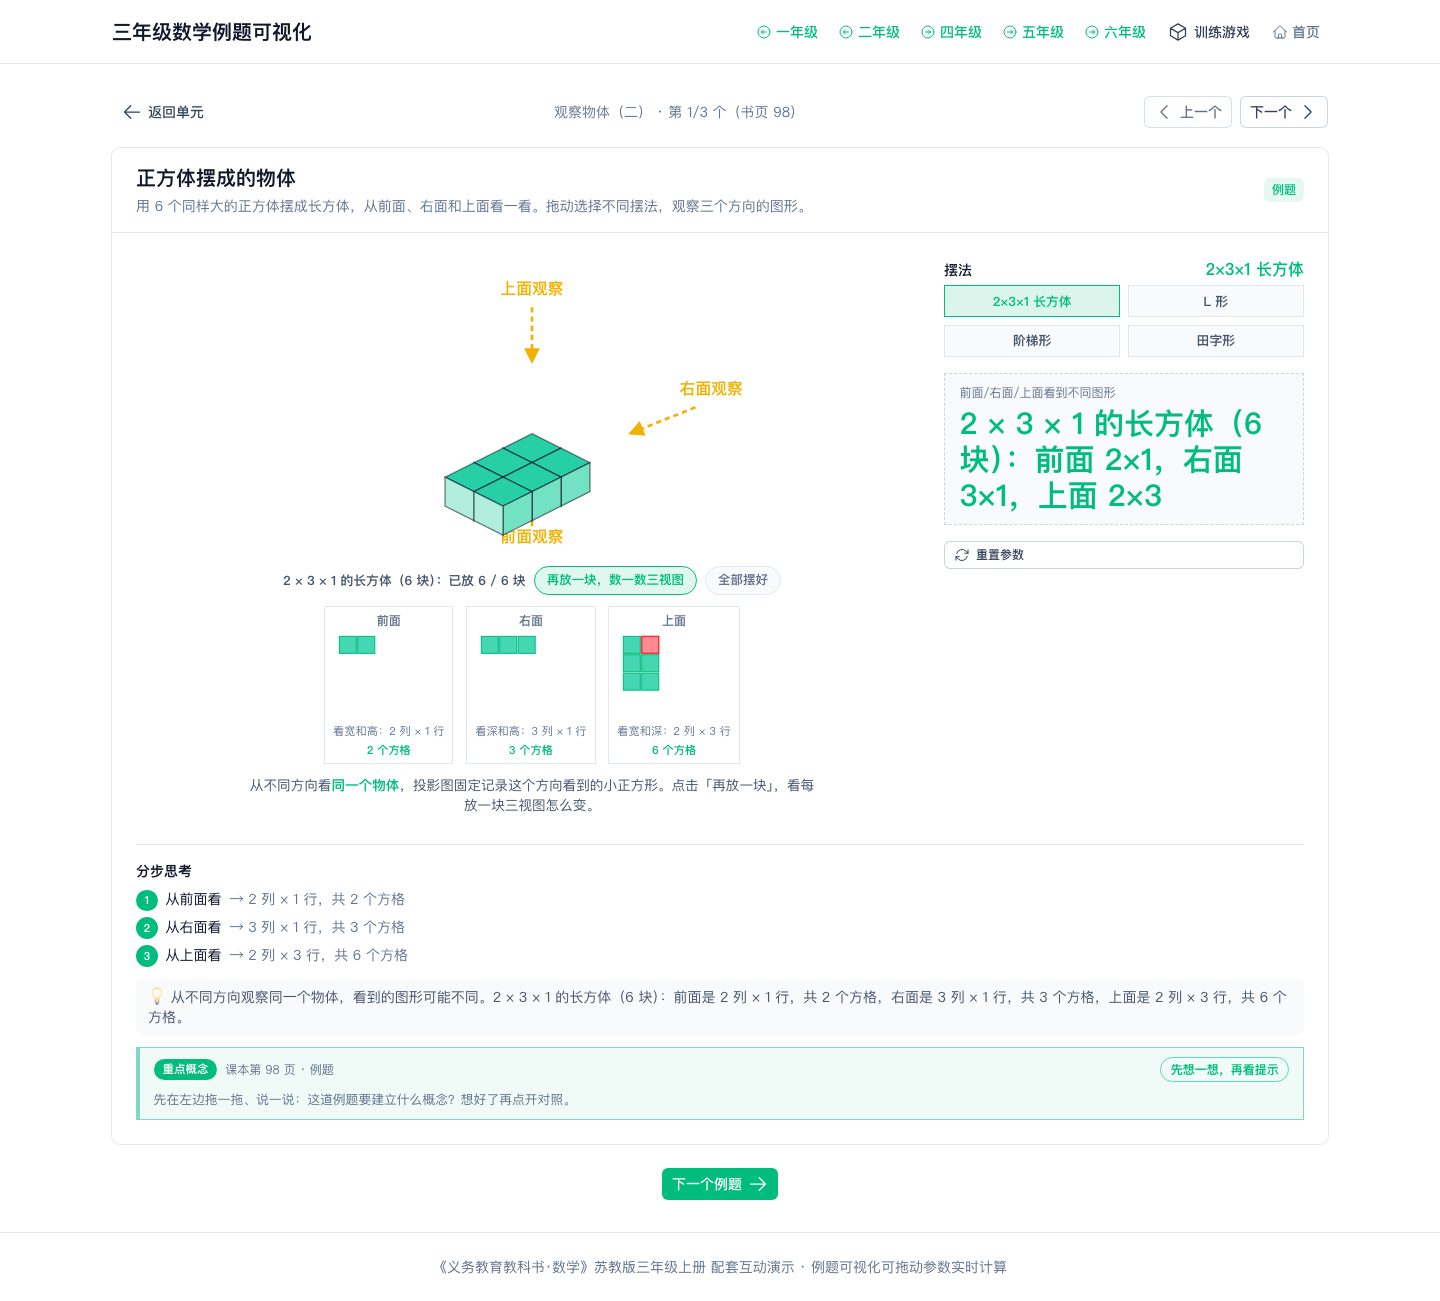 三年级数学例题可视化
一年级 二年级 四年级 五年级 六年级 训练游戏 首页
返回单元
观察物体（二） · 第 1/3 个（书页 98）
上一个 下一个
正方体摆成的物体
用 6 个同样大的正方体摆成长方体，从前面、右面和上面看一看。拖动选择不同摆法，观察三个方向的图形。
例题
上面观察
右面观察
前面观察
2 × 3 × 1 的长方体（6 块）：已放 6 / 6 块 再放一块，数一数三视图 全部摆好
前面
看宽和高：2 列 × 1 行
2 个方格
右面
看深和高：3 列 × 1 行
3 个方格
上面
看宽和深：2 列 × 3 行
6 个方格
从不同方向看同一个物体，投影图固定记录这个方向看到的小正方形。点击「再放一块」，看每
放一块三视图怎么变。
摆法 2×3×1 长方体
2×3×1 长方体 L 形
阶梯形 田字形
前面/右面/上面看到不同图形
2 × 3 × 1 的长方体（6
块）：前面 2×1，右面
3×1，上面 2×3
重置参数
分步思考
1 从前面看 → 2 列 × 1 行，共 2 个方格
2 从右面看 → 3 列 × 1 行，共 3 个方格
3 从上面看 → 2 列 × 3 行，共 6 个方格
💡 从不同方向观察同一个物体，看到的图形可能不同。2 × 3 × 1 的长方体（6 块）：前面是 2 列 × 1 行，共 2 个方格，右面是 3 列 × 1 行，共 3 个方格，上面是 2 列 × 3 行，共 6 个
方格。
重点概念 课本第 98 页 · 例题 先想一想，再看提示
先在左边拖一拖、说一说：这道例题要建立什么概念？想好了再点开对照。
下一个例题
《义务教育教科书·数学》苏教版三年级上册 配套互动演示 · 例题可视化可拖动参数实时计算